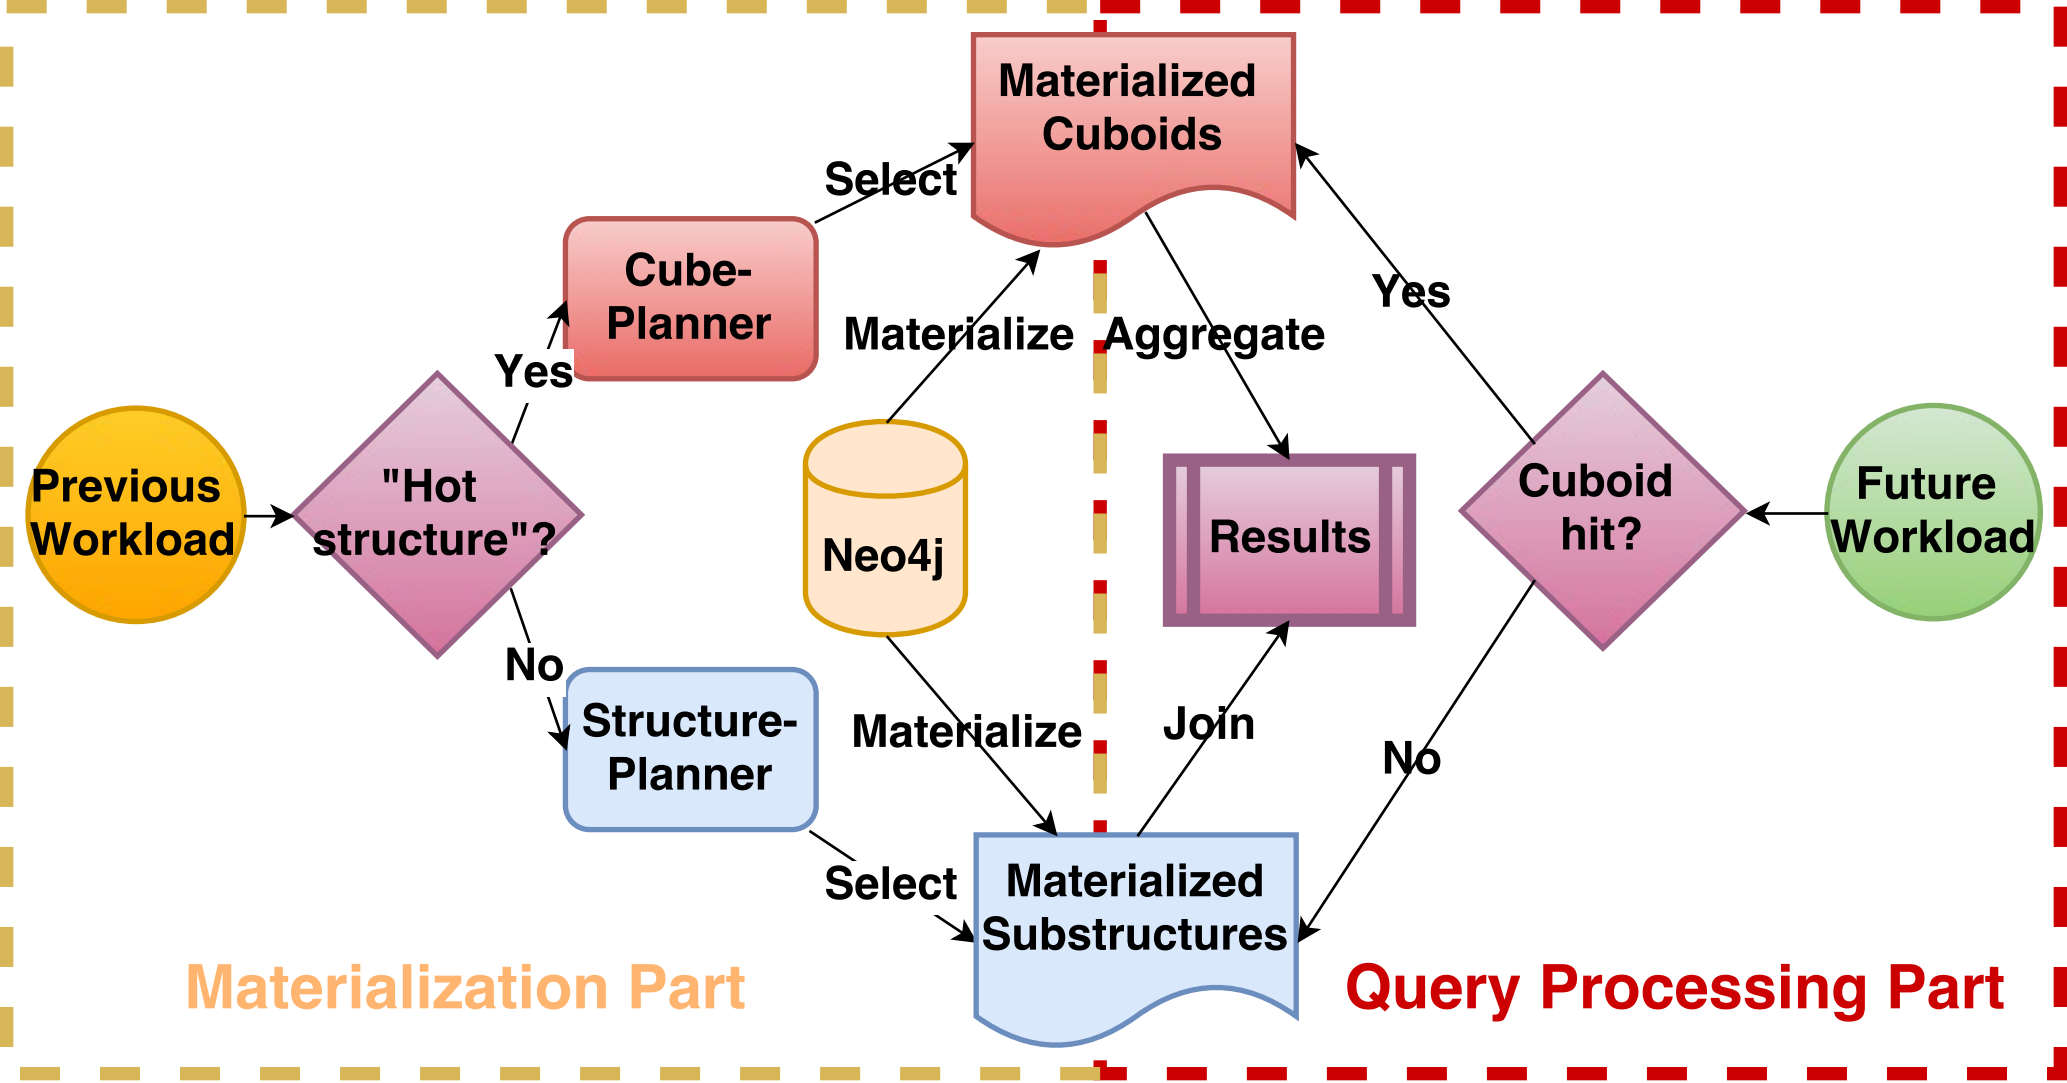 Materialized
Cuboids
Select
Cube-
Planner
Yes
Materialize
Aggregate
Yes
Previous
Workload
"Hot
structure"?
Neo4j
Results
Cuboid
hit?
Future
Workload
No
Structure-
Planner
Materialize
Join
No
Select
Materialized
Substructures
Materialization Part
Query Processing Part